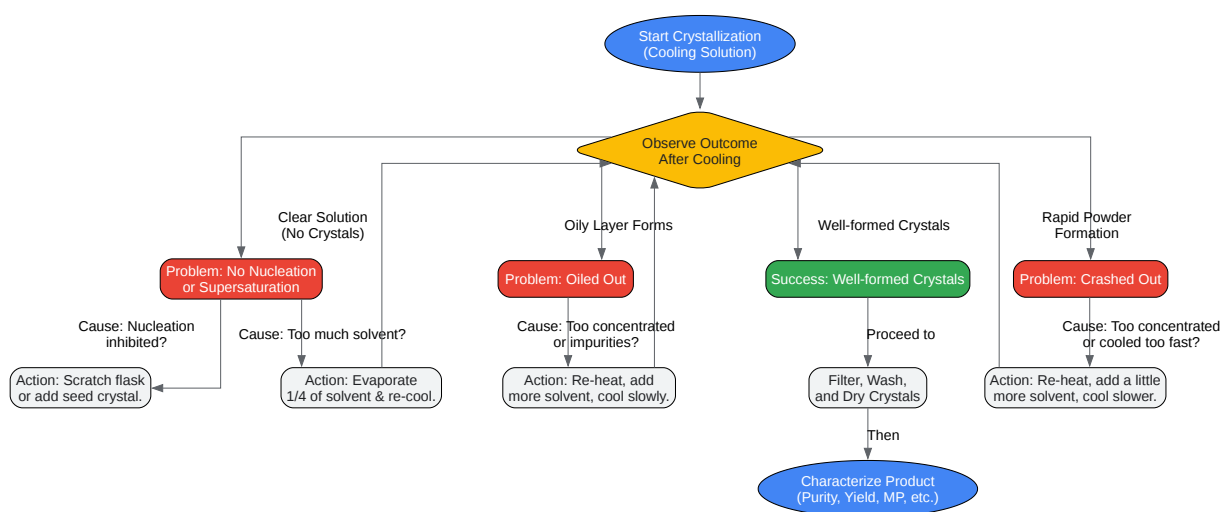 Start Crystallization
(Cooling Solution)
Observe Outcome
After Cooling
Clear Solution
(No Crystals)
Oily Layer Forms
Well-formed Crystals
Rapid Powder
Formation
Problem: No Nucleation
or Supersaturation
Problem: Oiled Out
Success: Well-formed Crystals
Problem: Crashed Out
Cause: Nucleation
inhibited?
Cause: Too much solvent?
Cause: Too concentrated
or impurities?
Proceed to
Cause: Too concentrated
or cooled too fast?
Action: Scratch flask
or add seed crystal.
Action: Evaporate
1/4 of solvent & re-cool.
Action: Re-heat, add
more solvent, cool slowly.
Filter, Wash,
and Dry Crystals
Action: Re-heat, add a little
more solvent, cool slower.
Then
Characterize Product
(Purity, Yield, MP, etc.)